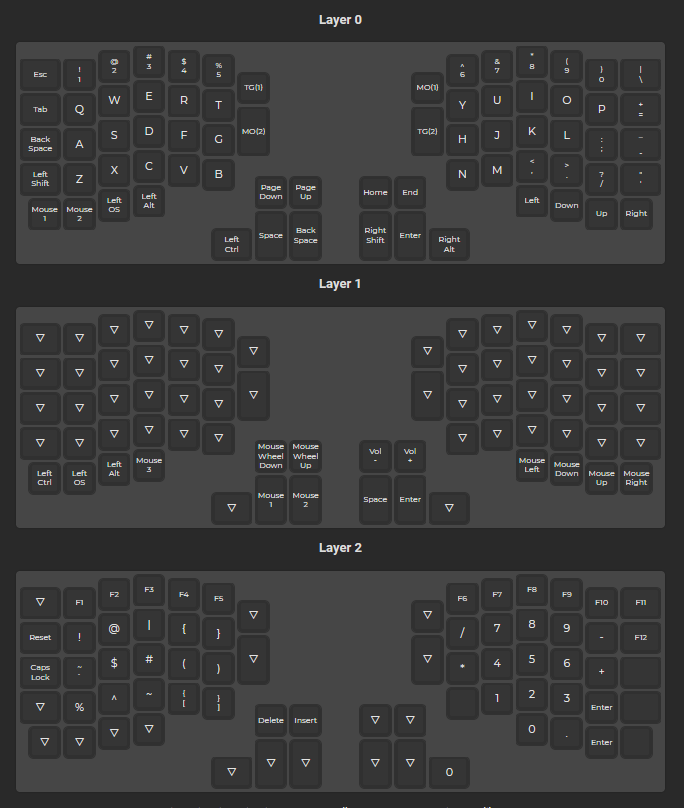 Layer 0
Esc
! 1
@ 2
# 3
$ 4
% 5
TG(1)
MO(1)
^ 6
& 7
* 8
( 9
) 0
| \
Tab
Q
W
E
R
T
MO(2)
TG(2)
Y
U
I
O
P
+ =
Back
Space
A
S
D
F
G
H
J
K
L
: ;
_ -
Left
Shift
Z
X
C
V
B
N
M
< ,
> .
? /
" '
Mouse
1
Mouse
2
Left
OS
Left
Alt
Page
Down
Page
Up
Home
End
Left
Down
Up
Right
Left
Ctrl
Space
Back
Space
Right
Shift
Enter
Right
Alt
Layer 1
Left
Ctrl
Left
OS
Left
Alt
Mouse
3
Mouse
Wheel
Down
Mouse
Wheel
Up
Vol
-
Vol
+
Mouse
Left
Mouse
Down
Mouse
Up
Mouse
Right
Mouse
1
Mouse
2
Space
Enter
Layer 2
F1
F2
F3
F4
F5
F6
F7
F8
F9
F10
F11
Reset
!
@
|
{
}
/
7
8
9
-
F12
Caps
Lock
~ `
$
#
(
)
*
4
5
6
+
%
^
~
{ [
} ]
1
2
3
Enter
Delete
Insert
0
.
Enter
0